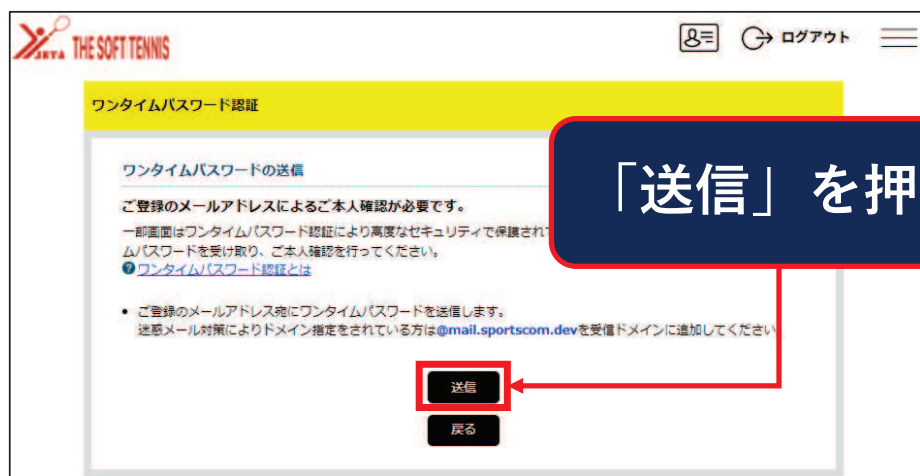 JSTA THE SOFT TENNIS
ログアウト
ワンタイムパスワード認証
ワンタイムパスワードの送信
「送信」を押
ご登録のメールアドレスによるご本人確認が必要です。
一部画面はワンタイムパスワード認証により高度なセキュリティで保護されて
ムパスワードを受け取り、ご本人確認を行ってください。
?ワンタイムパスワード認証とは
• ご登録のメールアドレス宛にワンタイムパスワードを送信します。
迷惑メール対策によりドメイン指定をされている方は@mail.sportscom.devを受信ドメインに追加してください
送信
戻る